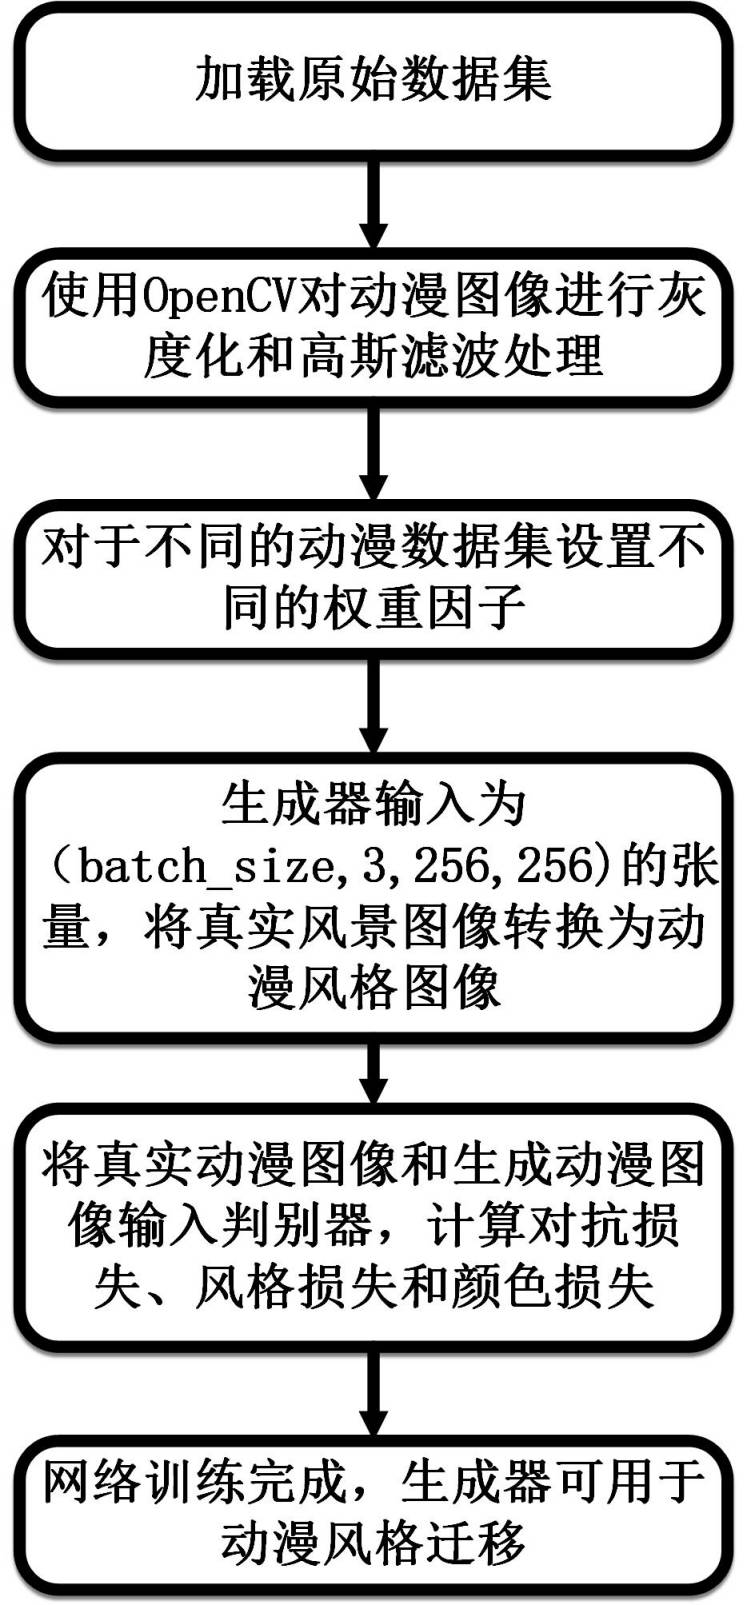 加载原始数据集
使用OpenCV对动漫图像进行灰
度化和高斯滤波处理
对于不同的动漫数据集设置不
同的权重因子
生成器输入为
（batch_size,3,256,256)的张
量，将真实风景图像转换为动
漫风格图像
将真实动漫图像和生成动漫图
像输入判别器，计算对抗损
失、风格损失和颜色损失
网络训练完成，生成器可用于
动漫风格迁移